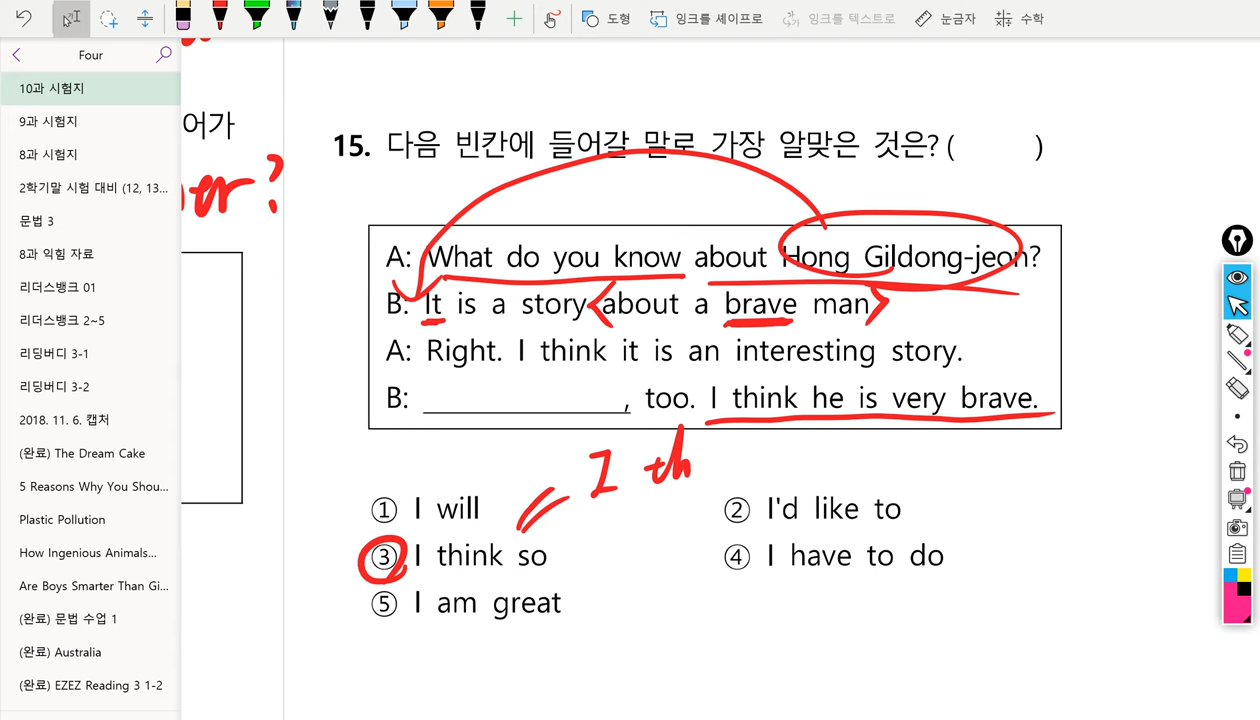 도형
잉크를 셰이프로
잉크를 텍스트로
눈금자
수학
Four
10과 시험지
9과 시험지
8과 시험지
2학기말 시험 대비 (12, 13...
문법 3
8과 익힘 자료
리더스뱅크 01
리더스뱅크 2~5
리딩버디 3-1
리딩버디 3-2
2018. 11. 6. 캡처
(완료) The Dream Cake
5 Reasons Why You Shou...
Plastic Pollution
How Ingenious Animals...
Are Boys Smarter Than Gi...
(완료) 문법 수업 1
(완료) Australia
(완료) EZEZ Reading 3 1-2
어가
er?
15. 다음 빈칸에 들어갈 말로 가장 알맞은 것은? ( )
A: What do you know about Hong Gildong-jeon?
B: It is a story about a brave man
A: Right. I think it is an interesting story.
B: ____________, too. I think he is very brave.
I th
① I will
② I'd like to
③ I think so
④ I have to do
⑤ I am great